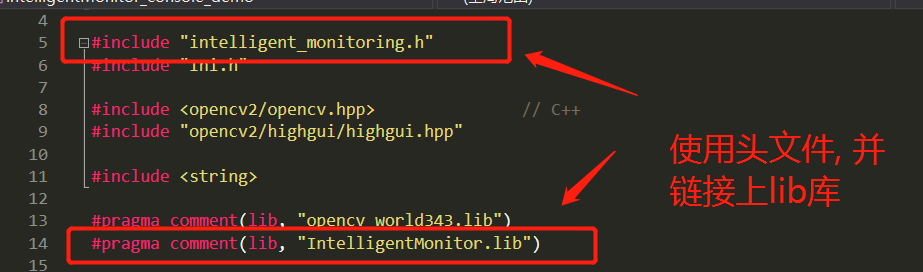 4
5 #include "intelligent_monitoring.h"
6 #include "ini.h"
7
8 #include <opencv2/opencv.hpp> // C++
9 #include "opencv2/highgui/highgui.hpp"
10
11 #include <string>
12
13 #pragma comment(lib, "opencv_world343.lib")
14 #pragma comment(lib, "IntelligentMonitor.lib")
15
使用头文件, 并
链接上lib库